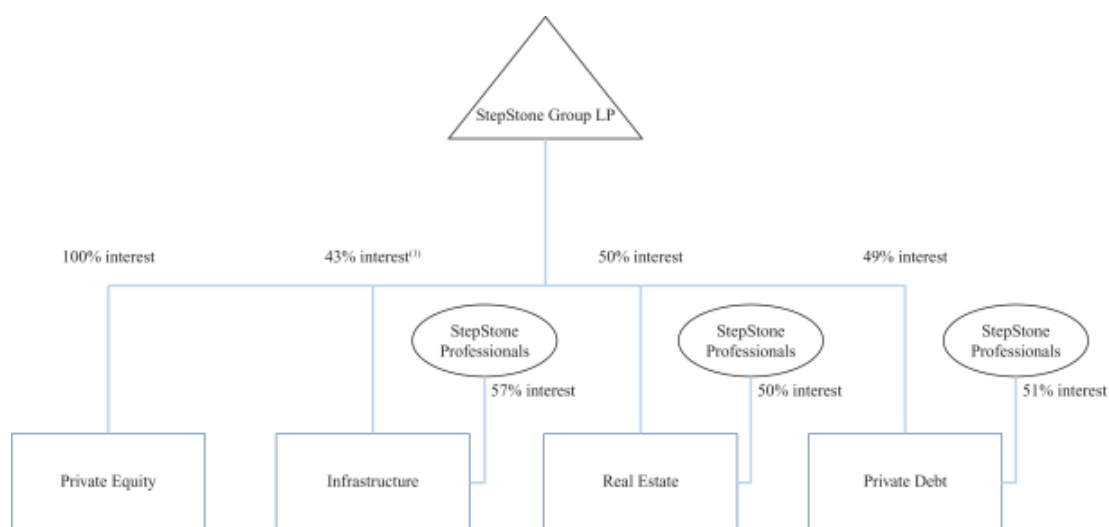 StepStone Group LP
100% interest
43% interest(1)
50% interest
49% interest
StepStone
Professionals
StepStone
Professionals
StepStone
Professionals
57% interest
50% interest
51% interest
Private Equity
Infrastructure
Real Estate
Private Debt